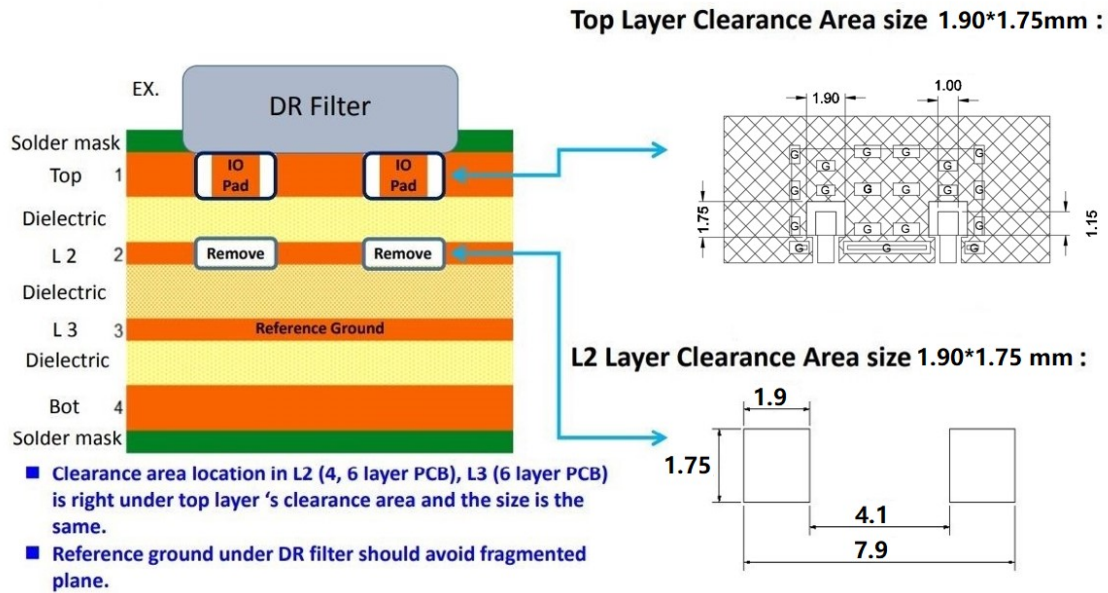 Top Layer Clearance Area size 1.90*1.75mm :
EX.
DR Filter
Solder mask
Top 1
IO Pad
IO Pad
Dielectric
L 2 2
Remove
Remove
Dielectric
L 3 3
Reference Ground
Dielectric
Bot 4
Solder mask
1.90
1.00
G
G G
G
G
G
G
G
G
G G
G
G
G
G G
G
G
G
G
1.75
1.15
L2 Layer Clearance Area size 1.90*1.75 mm :
1.9
1.75
4.1
7.9
■ Clearance area location in L2 (4, 6 layer PCB), L3 (6 layer PCB)
is right under top layer ‘s clearance area and the size is the
same.
■ Reference ground under DR filter should avoid fragmented
plane.